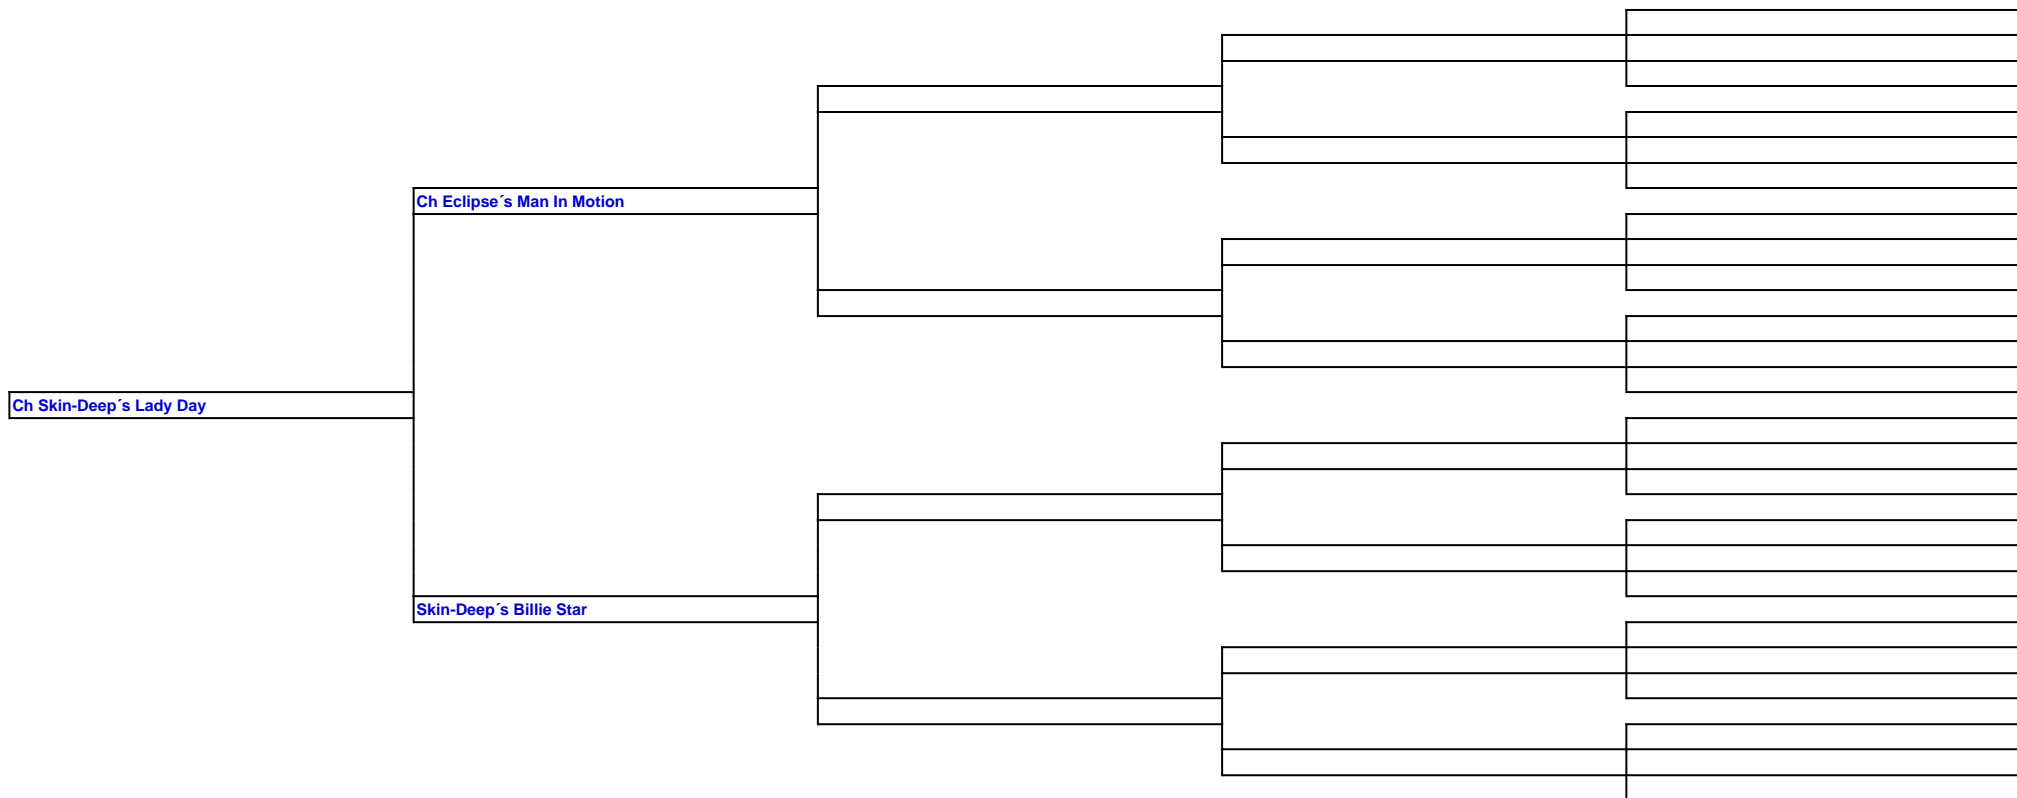 Ch Eclipse´s Man In Motion
Ch Skin-Deep´s Lady Day
Skin-Deep´s Billie Star